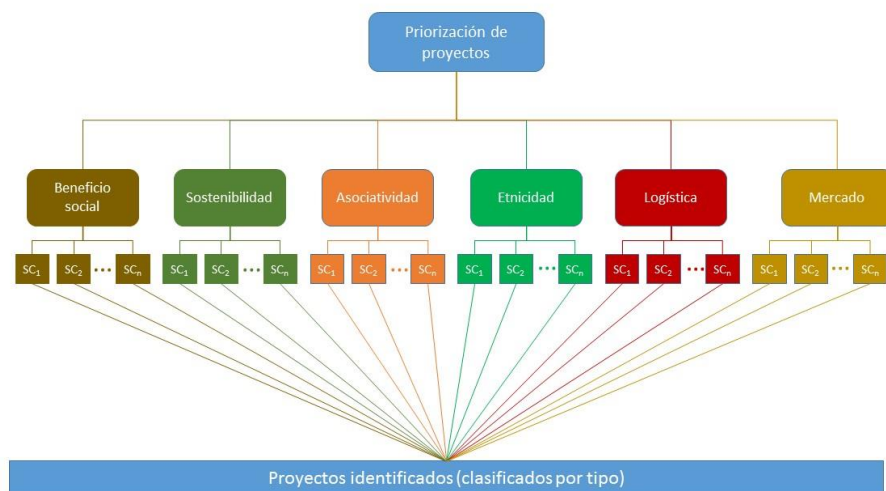 Priorización de
proyectos
Beneficio
social
Sostenibilidad
Asociatividad
Etnicidad
Logística
Mercado
SC₁ SC₂ ••• SCₙ SC₁ SC₂ ••• SCₙ SC₁ SC₂ ••• SCₙ SC₁ SC₂ ••• SCₙ SC₁ SC₂ ••• SCₙ SC₁ SC₂ ••• SCₙ
Proyectos identificados (clasificados por tipo)